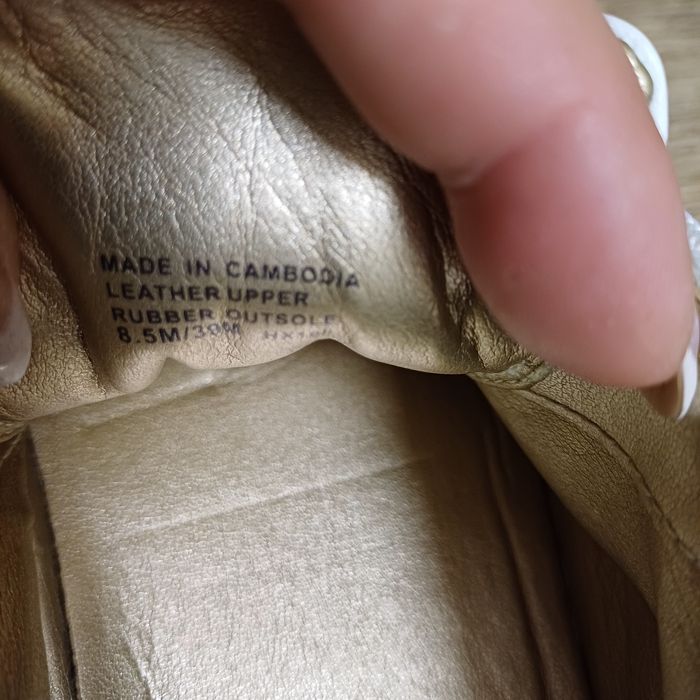 MADE IN CAMBODIA
LEATHER UPPER
RUBBER OUTSOLE
8.5M/39M